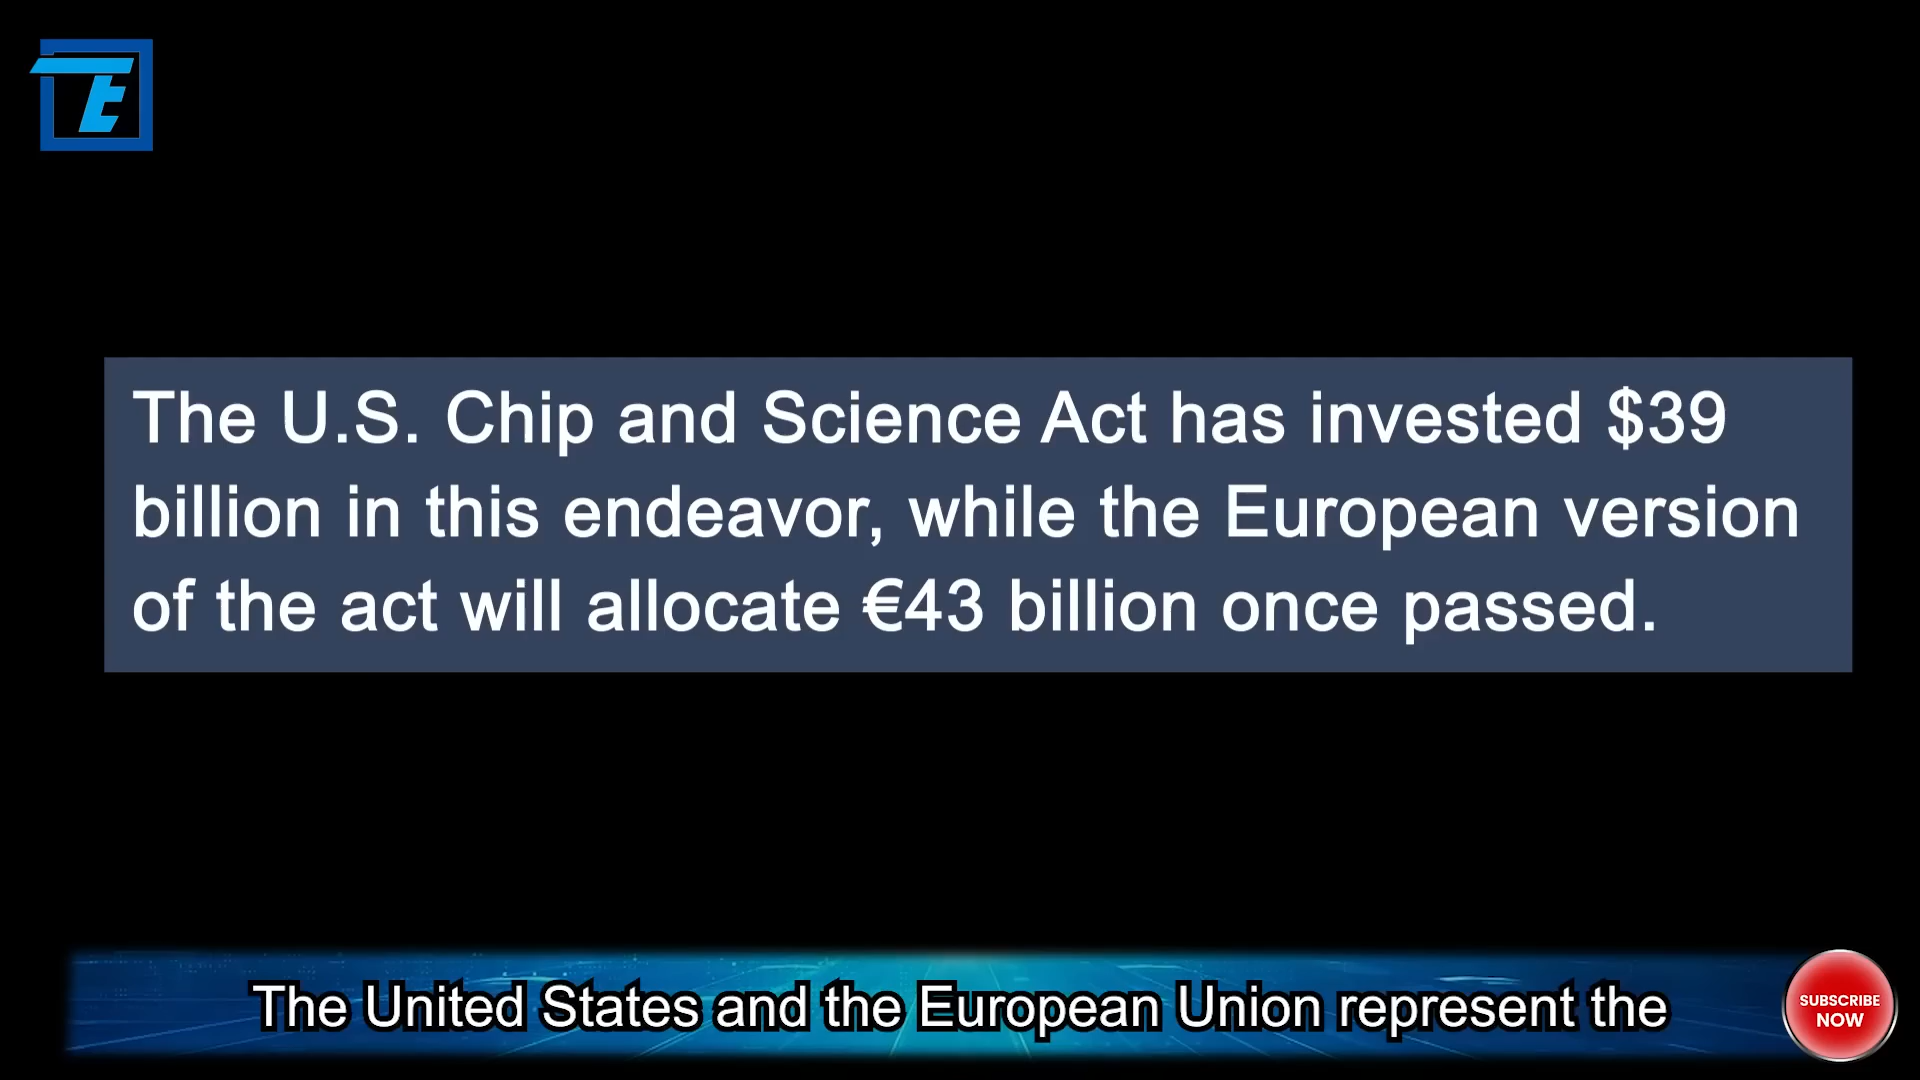 TE
The U.S. Chip and Science Act has invested $39
billion in this endeavor, while the European version
of the act will allocate €43 billion once passed.
The United States and the European Union represent the
SUBSCRIBE
NOW